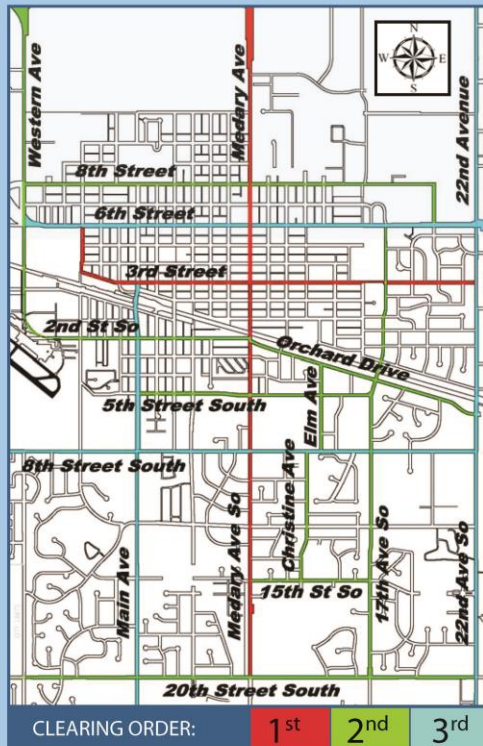 N
W E
S
Western Ave
Medary Ave
22nd Avenue
8th Street
6th Street
3rd Street
2nd St So
Orchard Drive
5th Street South
Elm Ave
8th Street South
Christine Ave
Main Ave
Medary Ave So
17th Ave So
22nd Ave So
15th St So
20th Street South
CLEARING ORDER: 1st 2nd 3rd